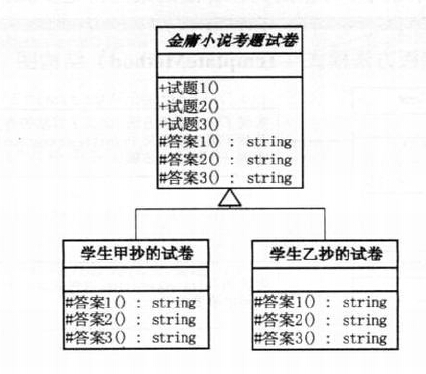 金庸小说考题试卷
+试题1()
+试题2()
+试题3()
#答案1() : string
#答案2() : string
#答案3() : string
学生甲抄的试卷
#答案1() : string
#答案2() : string
#答案3() : string
学生乙抄的试卷
#答案1() : string
#答案2() : string
#答案3() : string